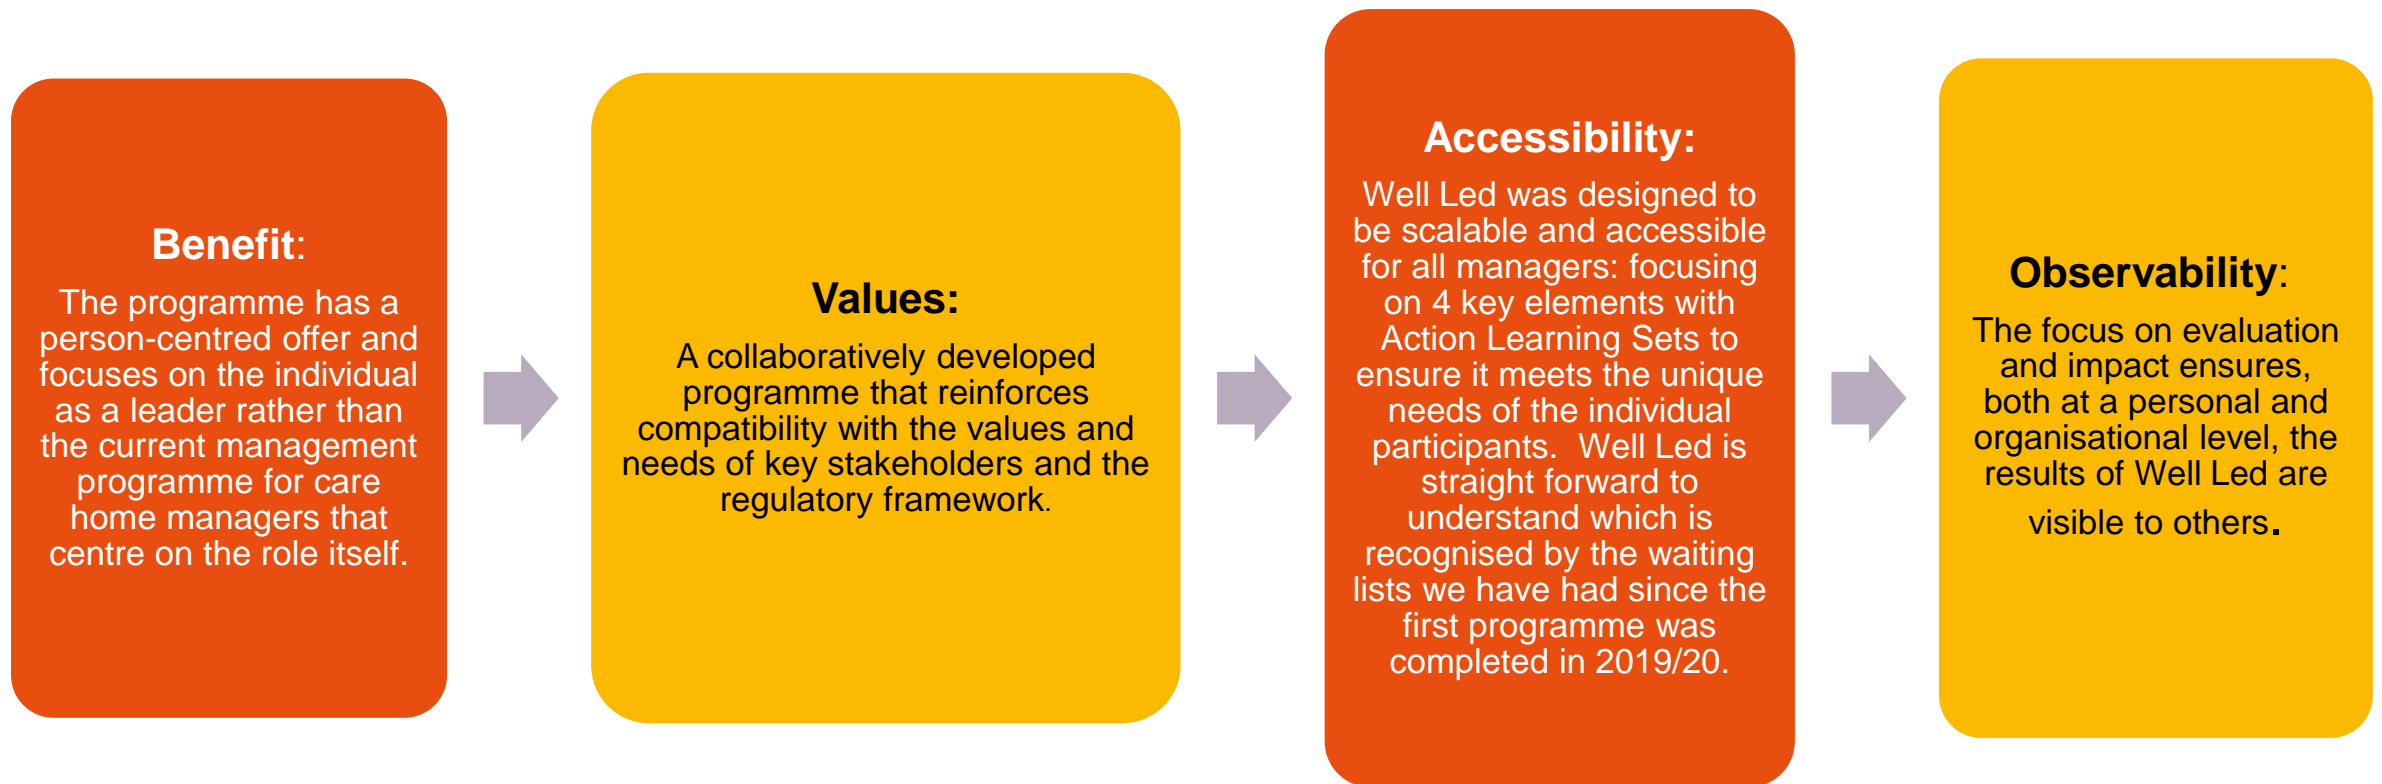 Benefit:
The programme has a
person-centred offer and
focuses on the individual
as a leader rather than
the current management
programme for care
home managers that
centre on the role itself.
Values:
A collaboratively developed
programme that reinforces
compatibility with the values and
needs of key stakeholders and the
regulatory framework.
Accessibility:
Well Led was designed to
be scalable and accessible
for all managers: focusing
on 4 key elements with
Action Learning Sets to
ensure it meets the unique
needs of the individual
participants.  Well Led is
straight forward to
understand which is
recognised by the waiting
lists we have had since the
first programme was
completed in 2019/20.
Observability:
The focus on evaluation
and impact ensures,
both at a personal and
organisational level, the
results of Well Led are
visible to others.